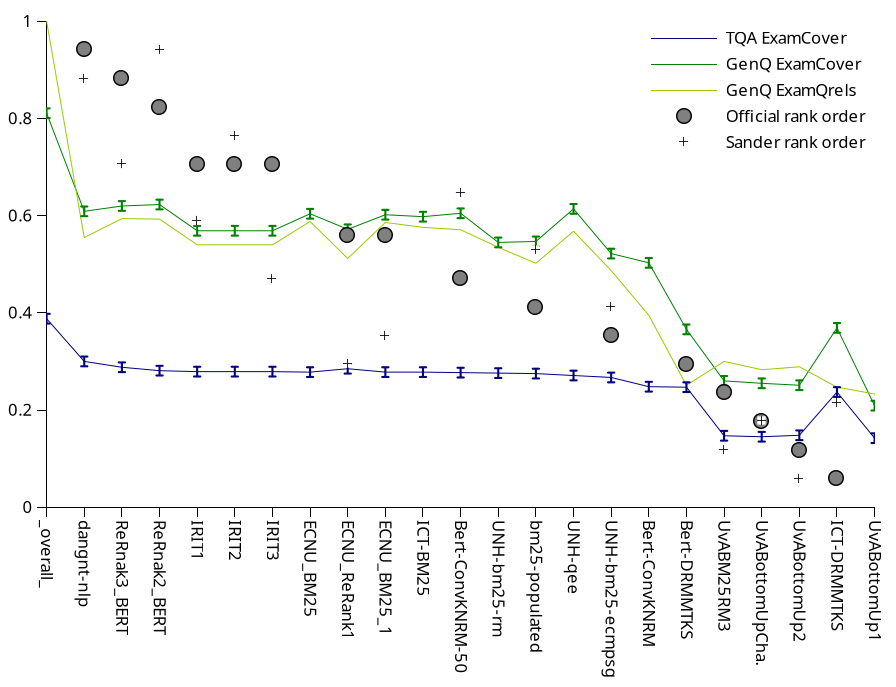 1
0.8
0.6
0.4
0.2
0
TQA ExamCover
GenQ ExamCover
GenQ ExamQrels
Official rank order
Sander rank order
_overall_
dangnt-nlp
ReRnak3_BERT
ReRnak2_BERT
IRIT1
IRIT2
IRIT3
ECNU_BM25
ECNU_ReRank1
ECNU_BM25_1
ICT-BM25
Bert-ConvKNRM-50
UNH-bm25-rm
bm25-populated
UNH-qee
UNH-bm25-ecmpsg
Bert-ConvKNRM
Bert-DRMMTKS
UvABM25RM3
UvABottomUpCha.
UvABottomUp2
ICT-DRMMTKS
UvABottomUp1